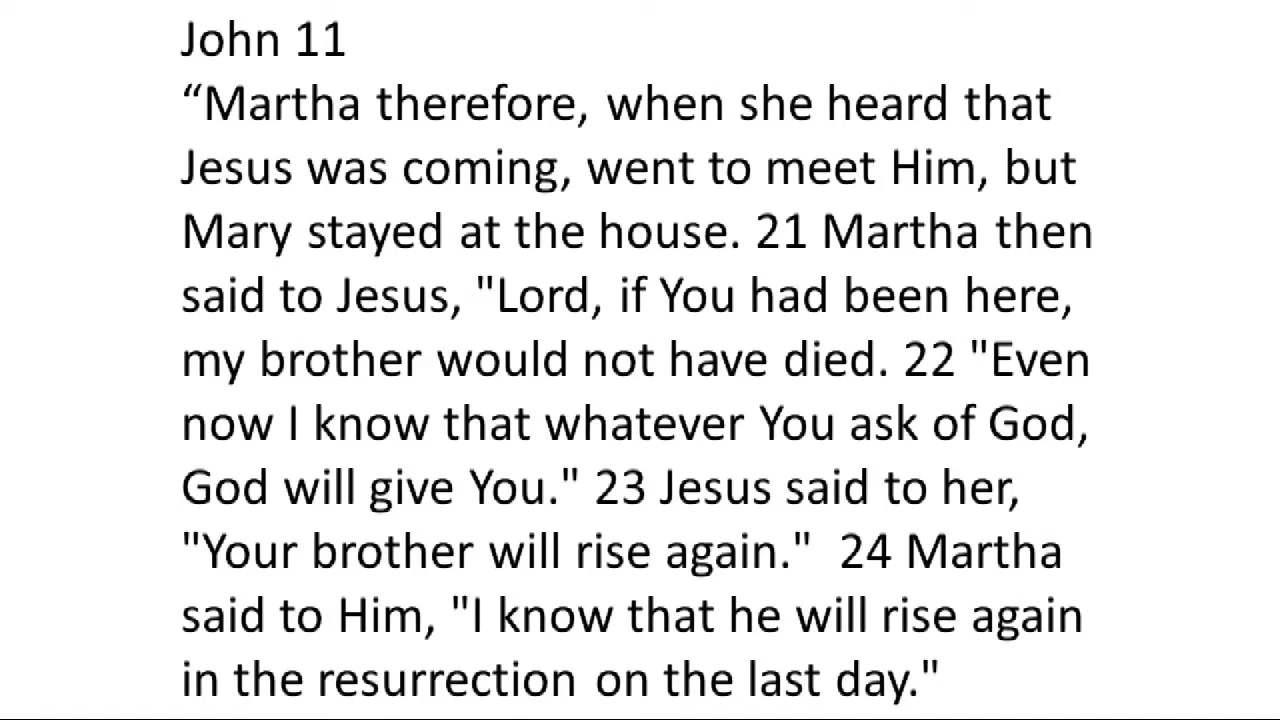 John 11
“Martha therefore, when she heard that
Jesus was coming, went to meet Him, but
Mary stayed at the house. 21 Martha then
said to Jesus, "Lord, if You had been here,
my brother would not have died. 22 "Even
now I know that whatever You ask of God,
God will give You." 23 Jesus said to her,
"Your brother will rise again."  24 Martha
said to Him, "I know that he will rise again
in the resurrection on the last day."